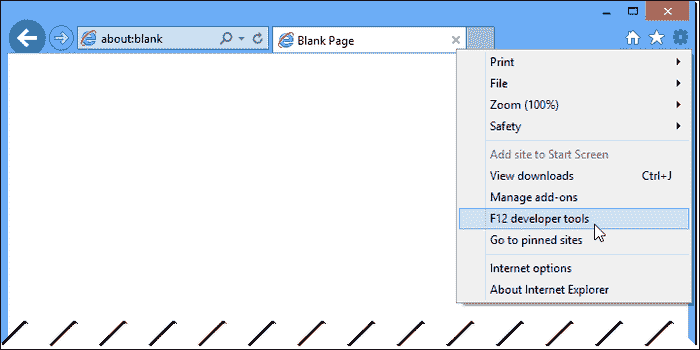 about:blank
Blank Page
Print
File
Zoom (100%)
Safety
Add site to Start Screen
View downloads Ctrl+J
Manage add-ons
F12 developer tools
Go to pinned sites
Internet options
About Internet Explorer